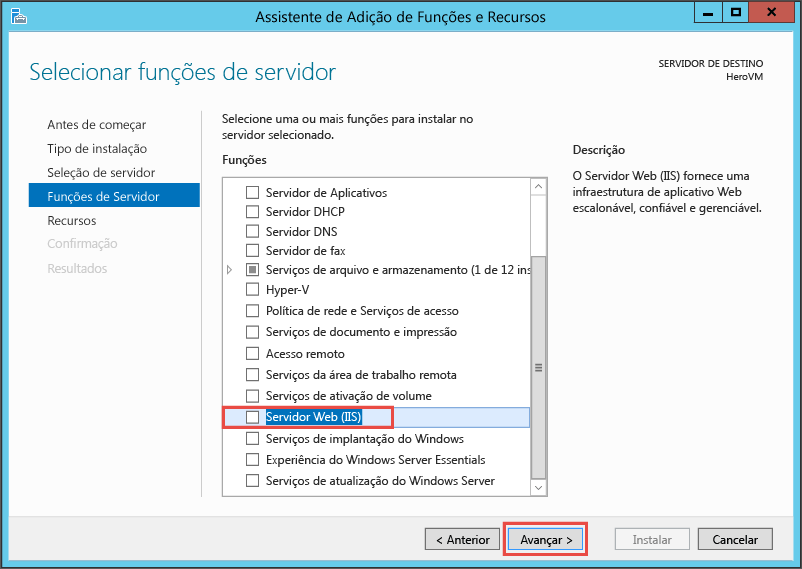 Assistente de Adição de Funções e Recursos
Selecionar funções de servidor
SERVIDOR DE DESTINO
HeroVM
Antes de começar
Tipo de instalação
Seleção de servidor
Funções de Servidor
Recursos
Confirmação
Resultados
Selecione uma ou mais funções para instalar no
servidor selecionado.
Funções
Servidor de Aplicativos
Servidor DHCP
Servidor DNS
Servidor de fax
Serviços de arquivo e armazenamento (1 de 12 ins
Hyper-V
Política de rede e Serviços de acesso
Serviços de documento e impressão
Acesso remoto
Serviços da área de trabalho remota
Serviços de ativação de volume
Servidor Web (IIS)
Serviços de implantação do Windows
Experiência do Windows Server Essentials
Serviços de atualização do Windows Server
Descrição
O Servidor Web (IIS) fornece uma
infraestrutura de aplicativo Web
escalonável, confiável e gerenciável.
< Anterior
Avançar >
Instalar
Cancelar